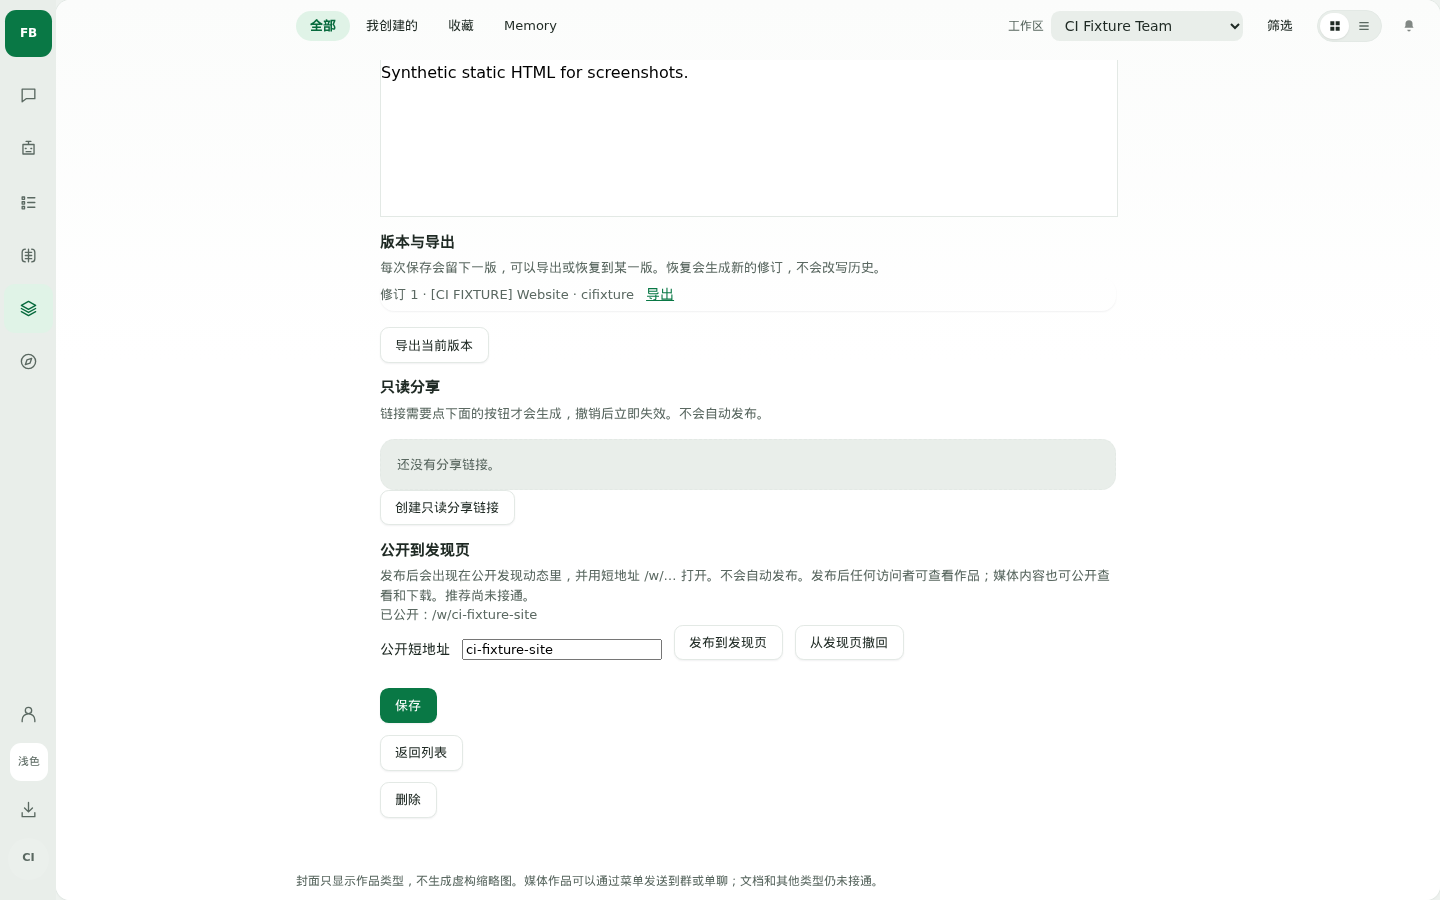 FB
全部
我创建的
收藏
Memory
工作区
CI Fixture Team
筛选
Synthetic static HTML for screenshots.
版本与导出
每次保存会留下一版，可以导出或恢复到某一版。恢复会生成新的修订，不会改写历史。
修订 1 · [CI FIXTURE] Website · cifixture 导出
导出当前版本
只读分享
链接需要点下面的按钮才会生成，撤销后立即失效。不会自动发布。
还没有分享链接。
创建只读分享链接
公开到发现页
发布后会出现在公开发现动态里，并用短地址 /w/… 打开。不会自动发布。发布后任何访问者可查看作品；媒体内容也可公开查
看和下载。推荐尚未接通。
已公开：/w/ci-fixture-site
公开短地址 ci-fixture-site 发布到发现页 从发现页撤回
保存
返回列表
删除
浅色
CI
封面只显示作品类型，不生成虚构缩略图。媒体作品可以通过菜单发送到群或单聊；文档和其他类型仍未接通。